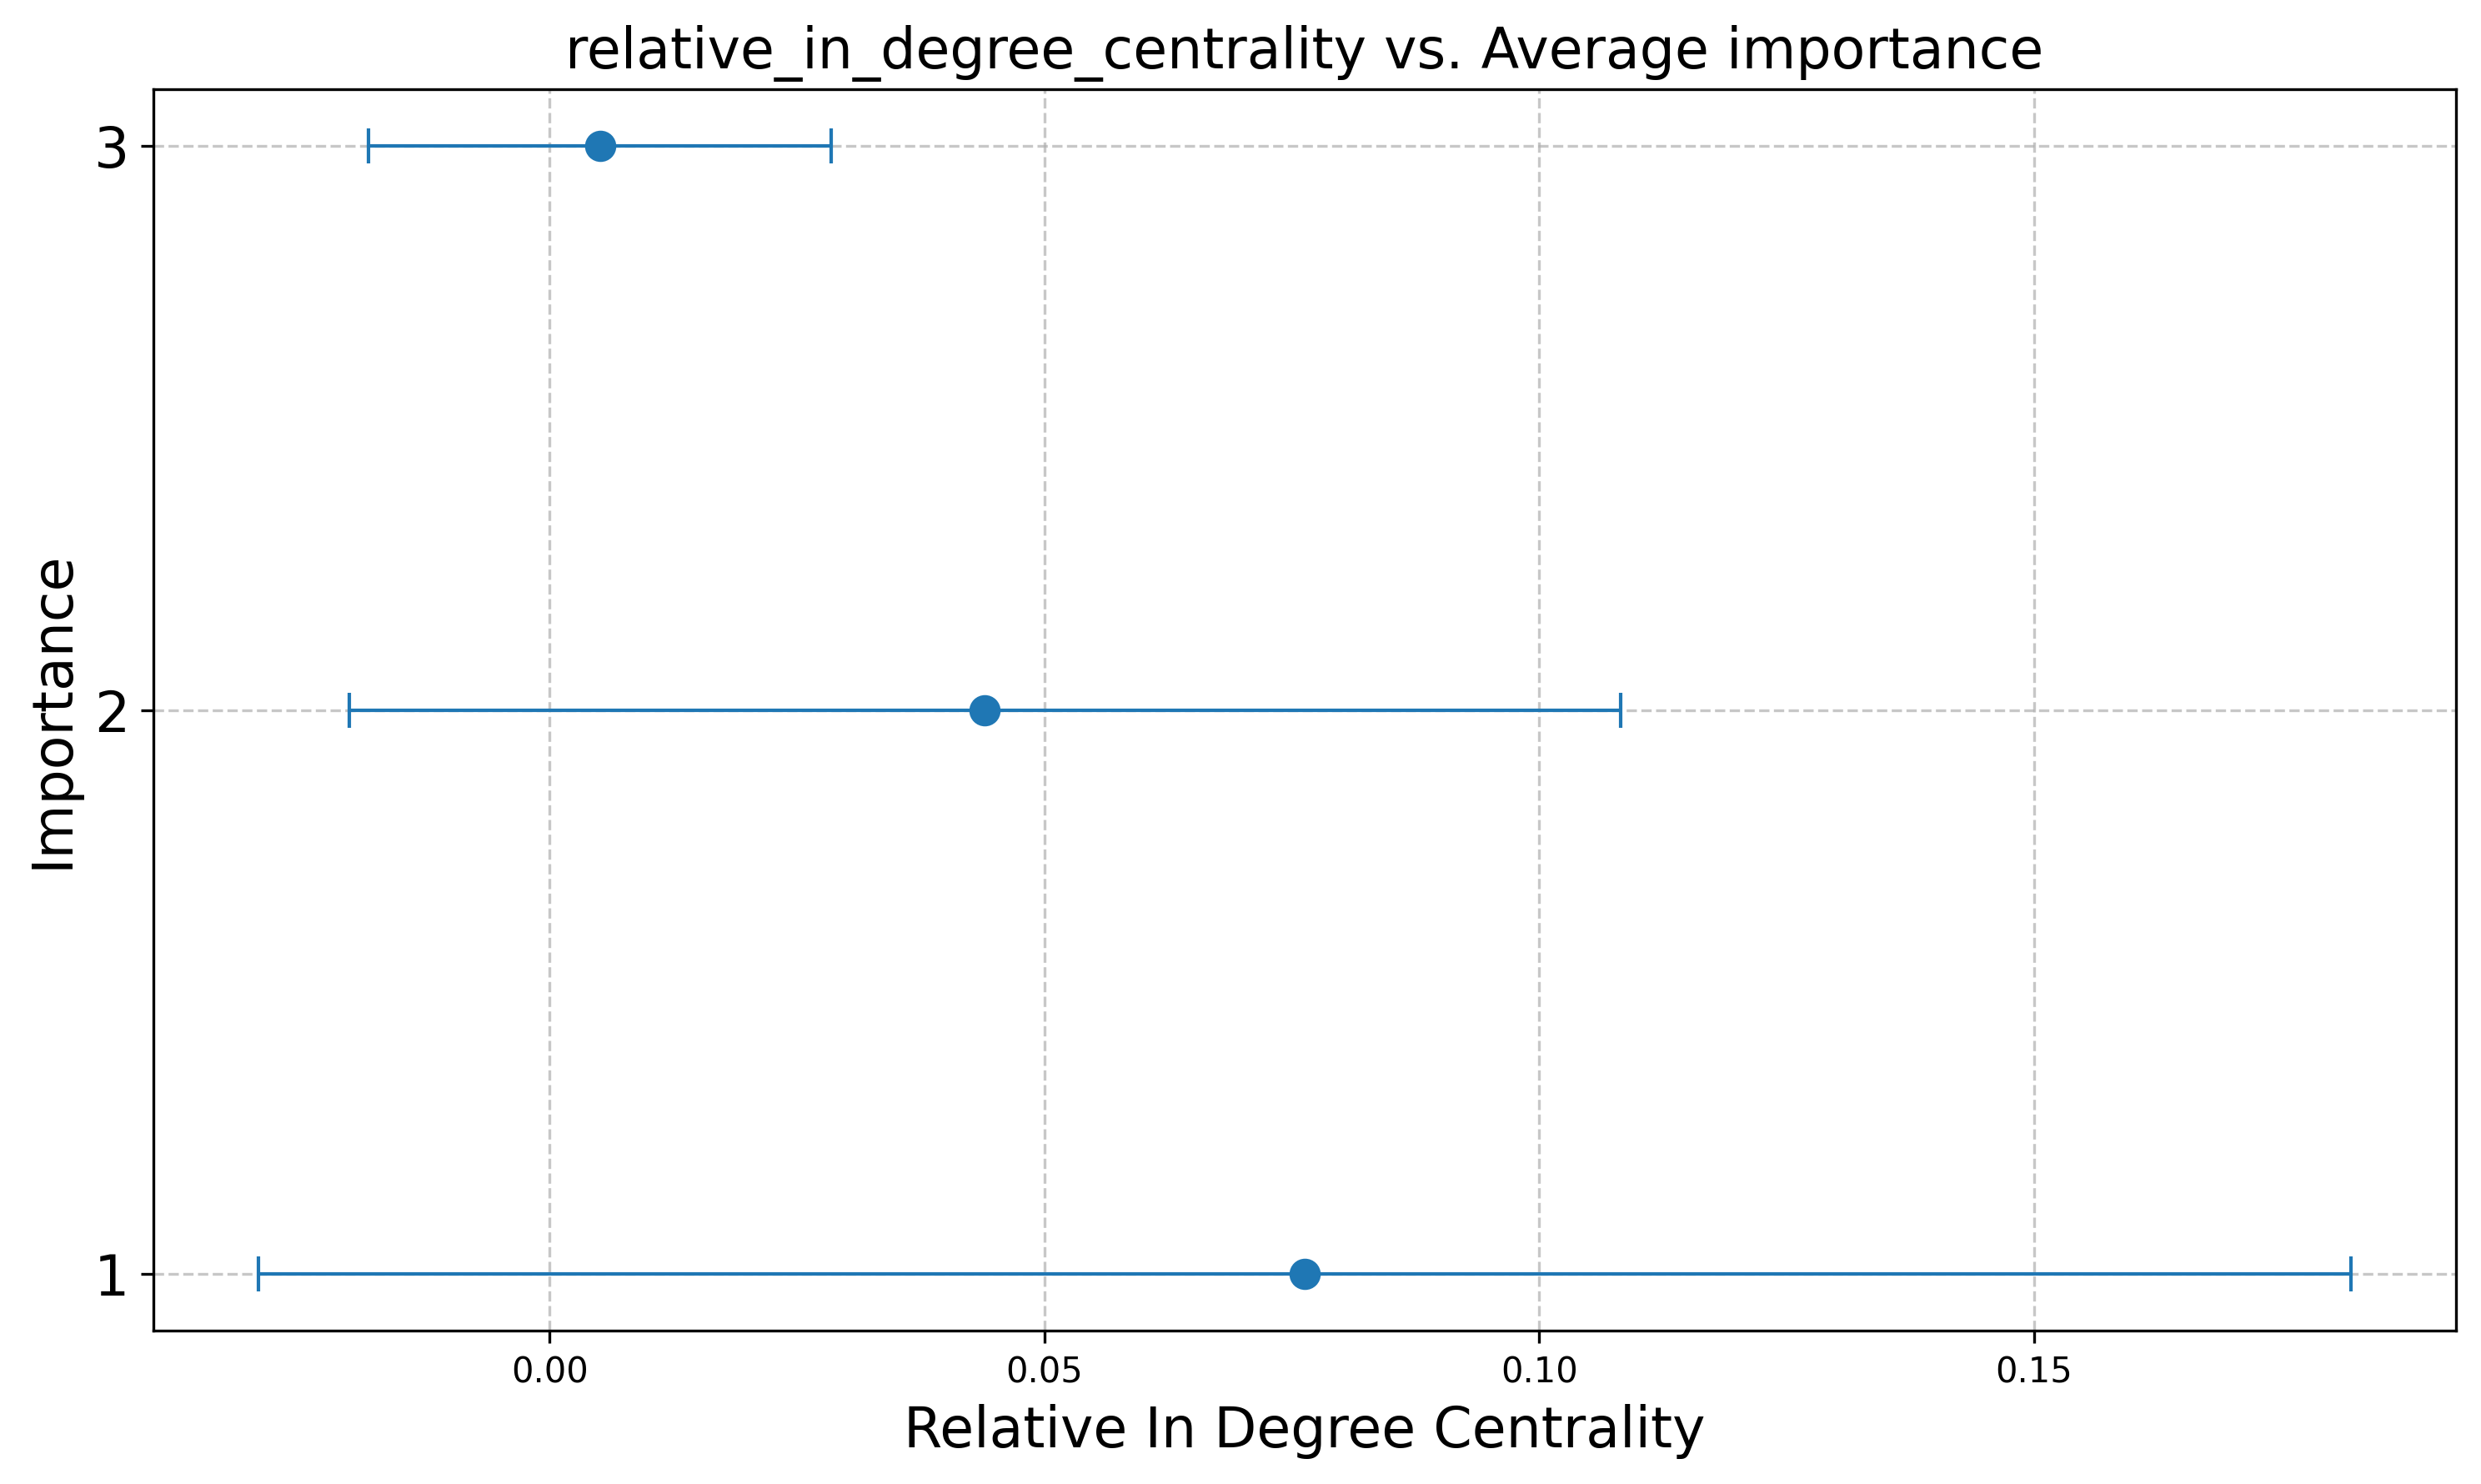 relative_in_degree_centrality vs. Average importance
3
2
1
Importance
0.00 0.05 0.10 0.15
Relative In Degree Centrality